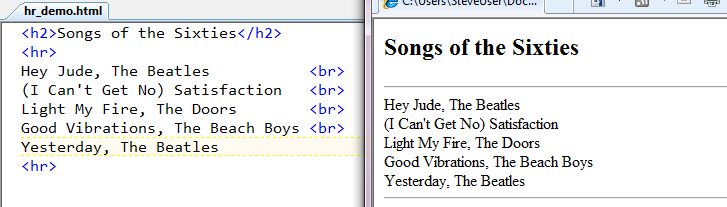 hr_demo.html
<h2>Songs of the Sixties</h2>
<hr>
Hey Jude, The Beatles <br>
(I Can't Get No) Satisfaction <br>
Light My Fire, The Doors <br>
Good Vibrations, The Beach Boys <br>
Yesterday, The Beatles
<hr>
C:\Users\SteveUser\Doc...
Songs of the Sixties
Hey Jude, The Beatles
(I Can't Get No) Satisfaction
Light My Fire, The Doors
Good Vibrations, The Beach Boys
Yesterday, The Beatles